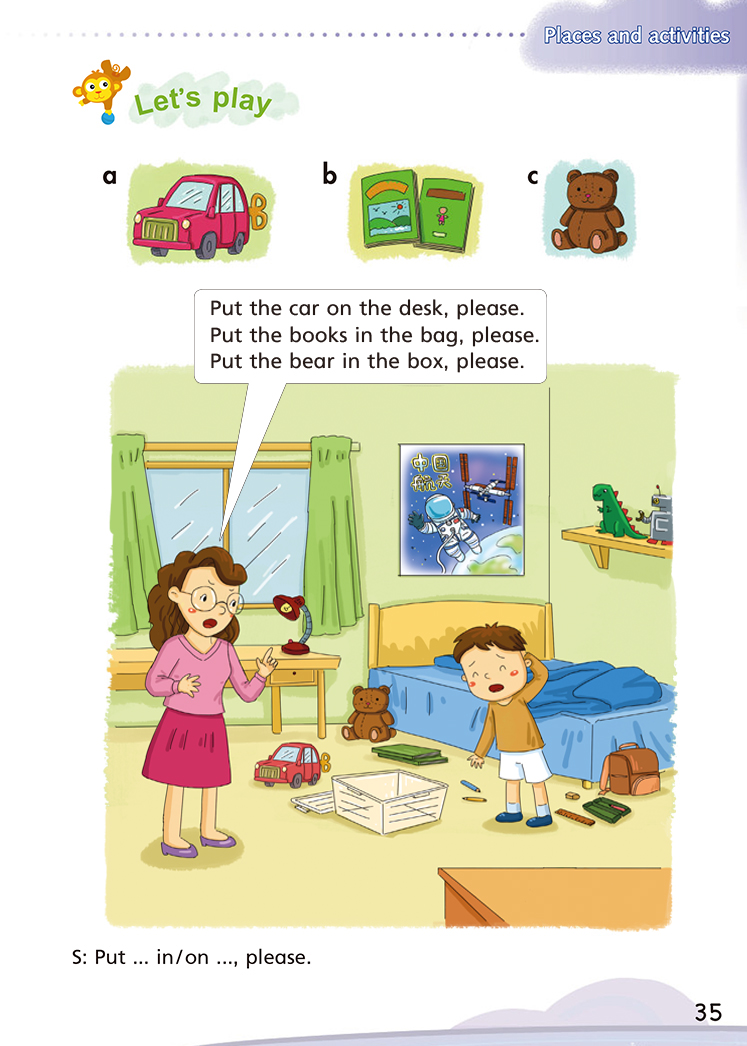 Places and activities
Let's play
a
b
c
Put the car on the desk, please.
Put the books in the bag, please.
Put the bear in the box, please.
中国
航天
S: Put ... in/on ..., please.
35